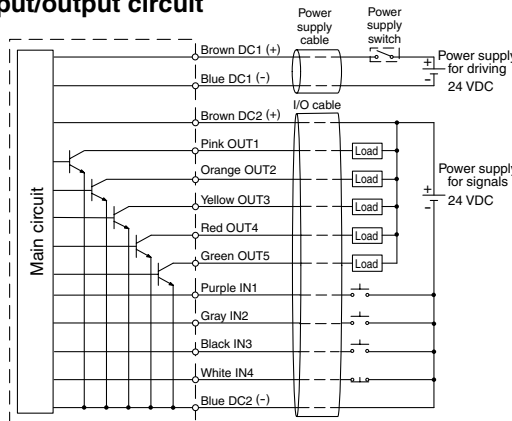 put/output circuit
Power supply cable
Power supply switch
Brown DC1 (+)
Blue DC1 (-)
+
-
Power supply
for driving
24 VDC
I/O cable
Brown DC2 (+)
Pink OUT1
Load
Orange OUT2
Load
Yellow OUT3
Load
Red OUT4
Load
Green OUT5
Load
+
-
Power supply
for signals
24 VDC
Main circuit
Purple IN1
Gray IN2
Black IN3
White IN4
Blue DC2 (-)